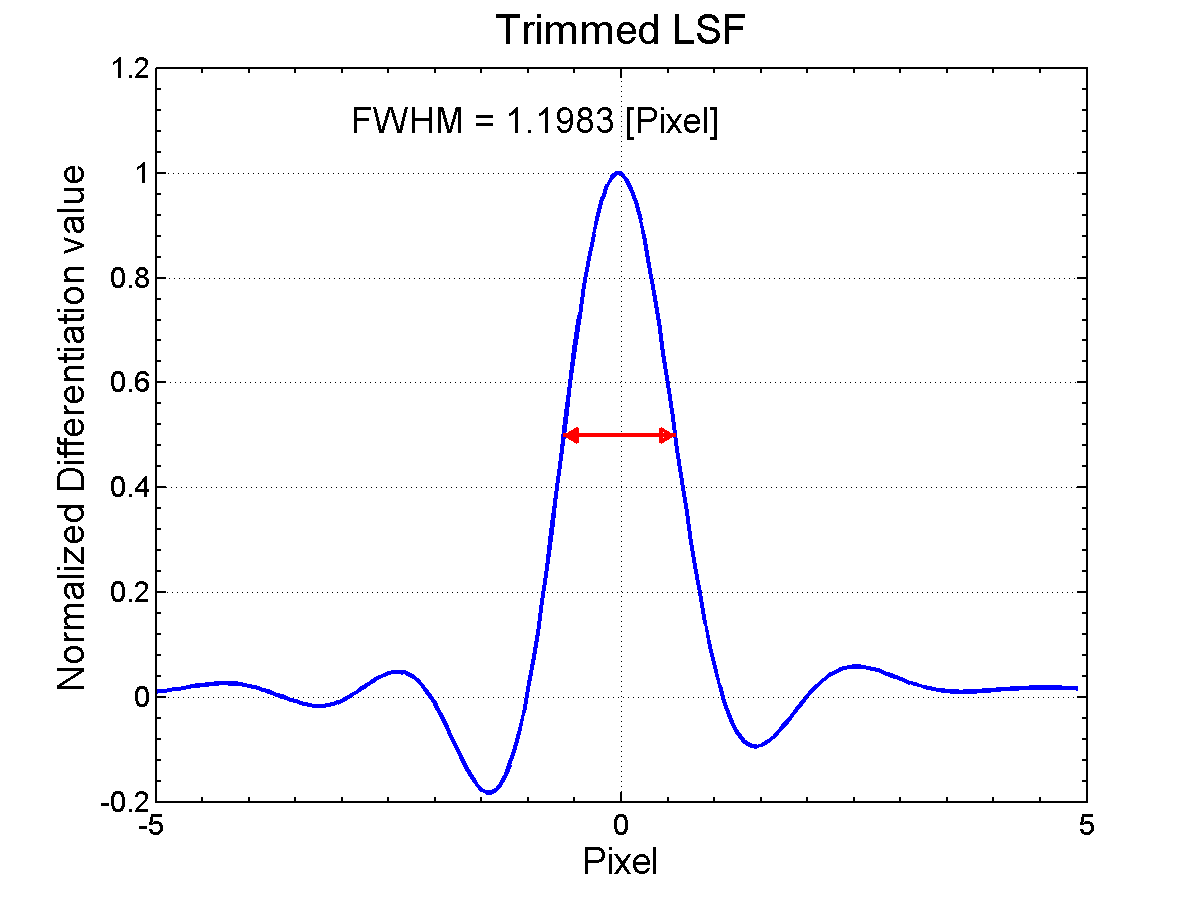 Trimmed LSF
FWHM = 1.1983 [Pixel]
Normalized Differentiation value
1.2
1
0.8
0.6
0.4
0.2
0
-0.2
-5
0
5
Pixel